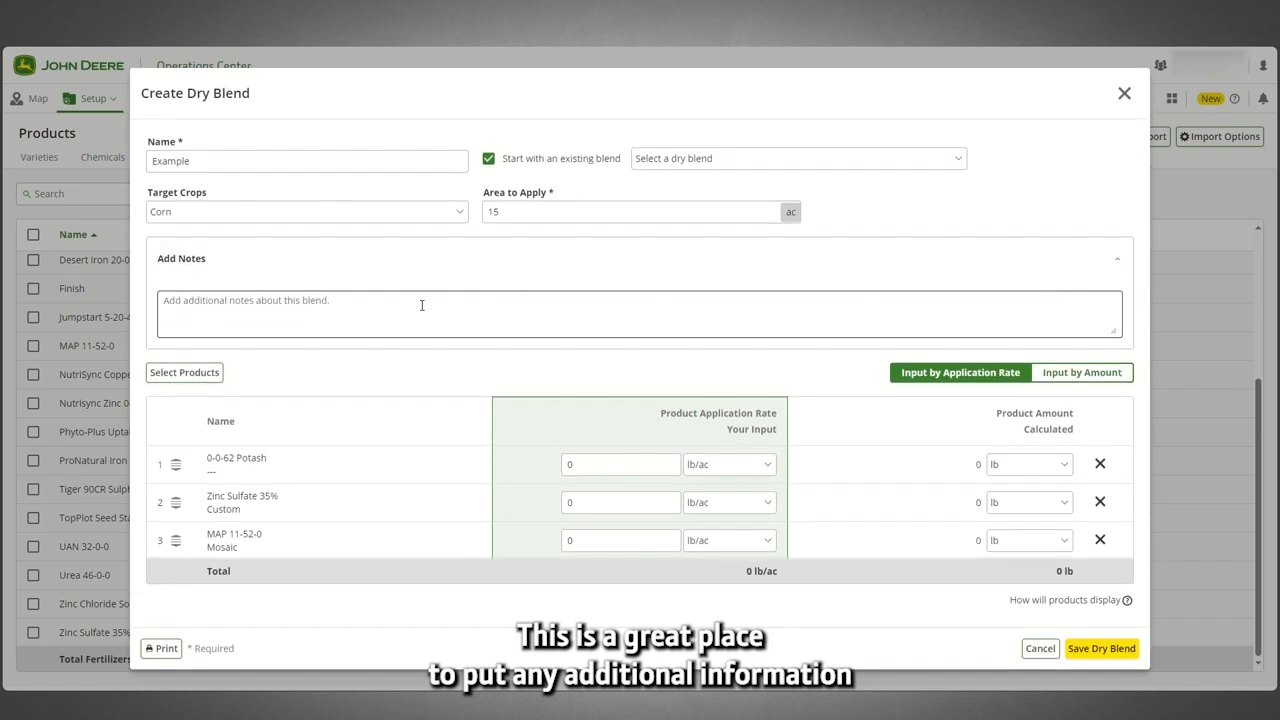 JOHN DEERE
Operations Center
Map
Setup
New
Products
Import Options
Varieties
Chemicals
Search
Name
Desert Iron 20-0
Finish
Jumpstart 5-20-4
MAP 11-52-0
NutriSync Coppe
Nutrisync Zinc 0-
Phyto-Plus Upta
ProNatural Iron
Tiger 90CR Sulph
TopPlot Seed Sta
UAN 32-0-0
Urea 46-0-0
Zinc Chloride So
Zinc Sulfate 35%
Total Fertilizers
Create Dry Blend
Name *
Example
Start with an existing blend
Select a dry blend
Target Crops
Area to Apply *
Corn
15
ac
Add Notes
Add additional notes about this blend.
Select Products
Input by Application Rate
Input by Amount
Name
Product Application Rate
Your Input
Product Amount
Calculated
1
0-0-62 Potash
---
0
lb/ac
0
lb
2
Zinc Sulfate 35%
Custom
0
lb/ac
0
lb
3
MAP 11-52-0
Mosaic
0
lb/ac
0
lb
Total
0 lb/ac
0 lb
How will products display
Print
* Required
Cancel
Save Dry Blend
This is a great place
to put any additional information